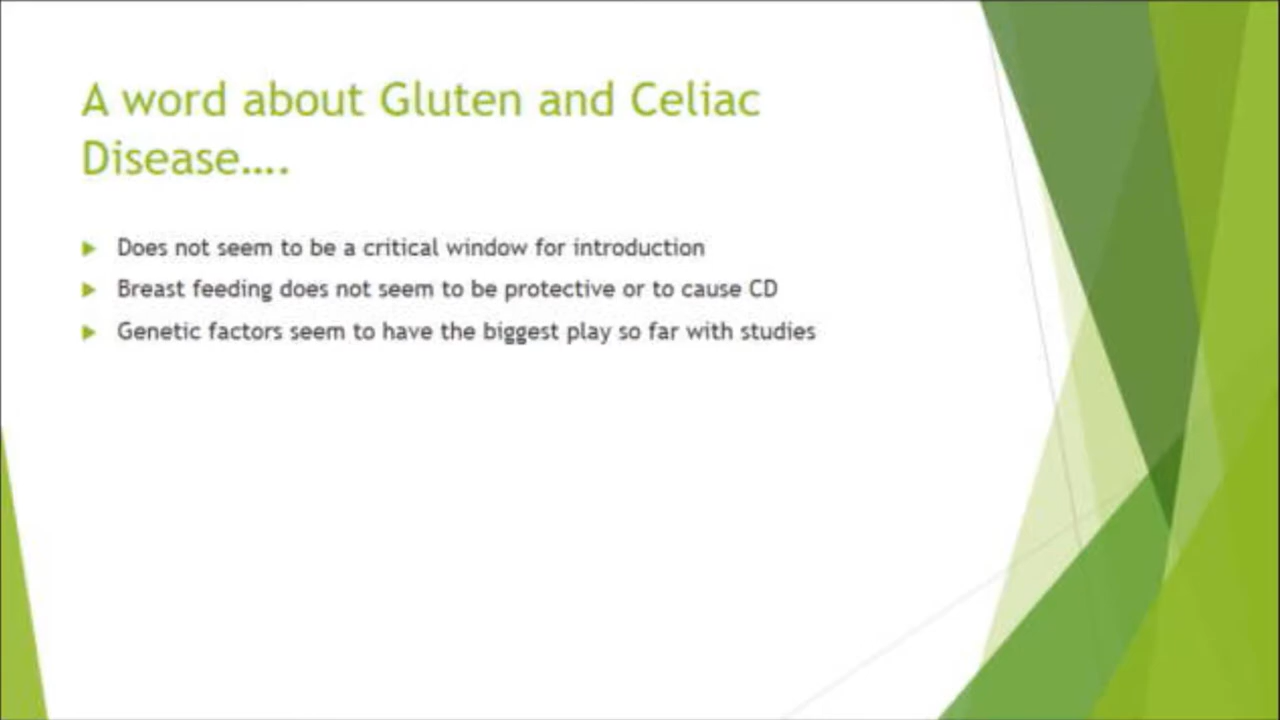 A word about Gluten and Celiac
Disease....
Does not seem to be a critical window for introduction
Breast feeding does not seem to be protective or to cause CD
Genetic factors seem to have the biggest play so far with studies